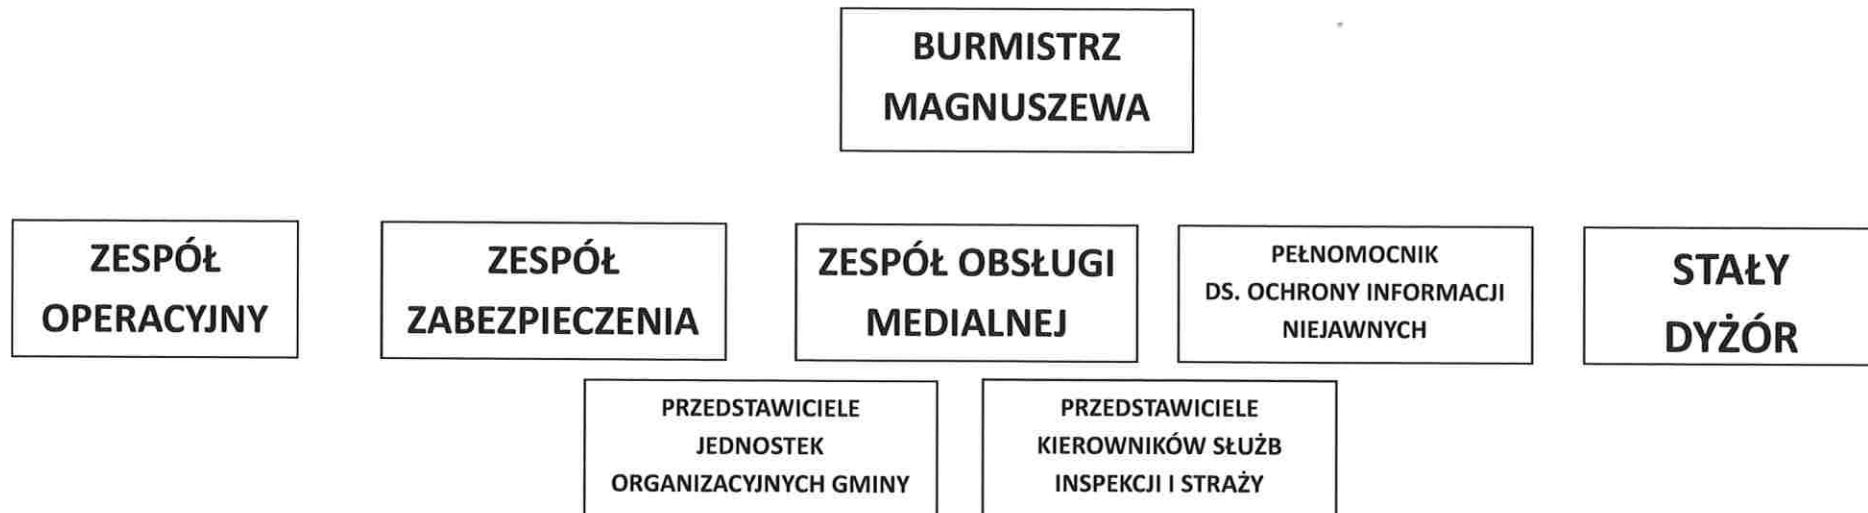 BURMISTRZ
MAGNUSZEWA
ZESPÓŁ
OPERACYJNY
ZESPÓŁ
ZABEZPIECZENIA
ZESPÓŁ OBSŁUGI
MEDIALNEJ
PEŁNOMOCNIK
DS. OCHRONY INFORMACJI
NIEJAWNYCH
STAŁY
DYŻÓR
PRZEDSTAWICIELE
JEDNOSTEK
ORGANIZACYJNYCH GMINY
PRZEDSTAWICIELE
KIEROWNIKÓW SŁUŻB
INSPEKCJI I STRAŻY